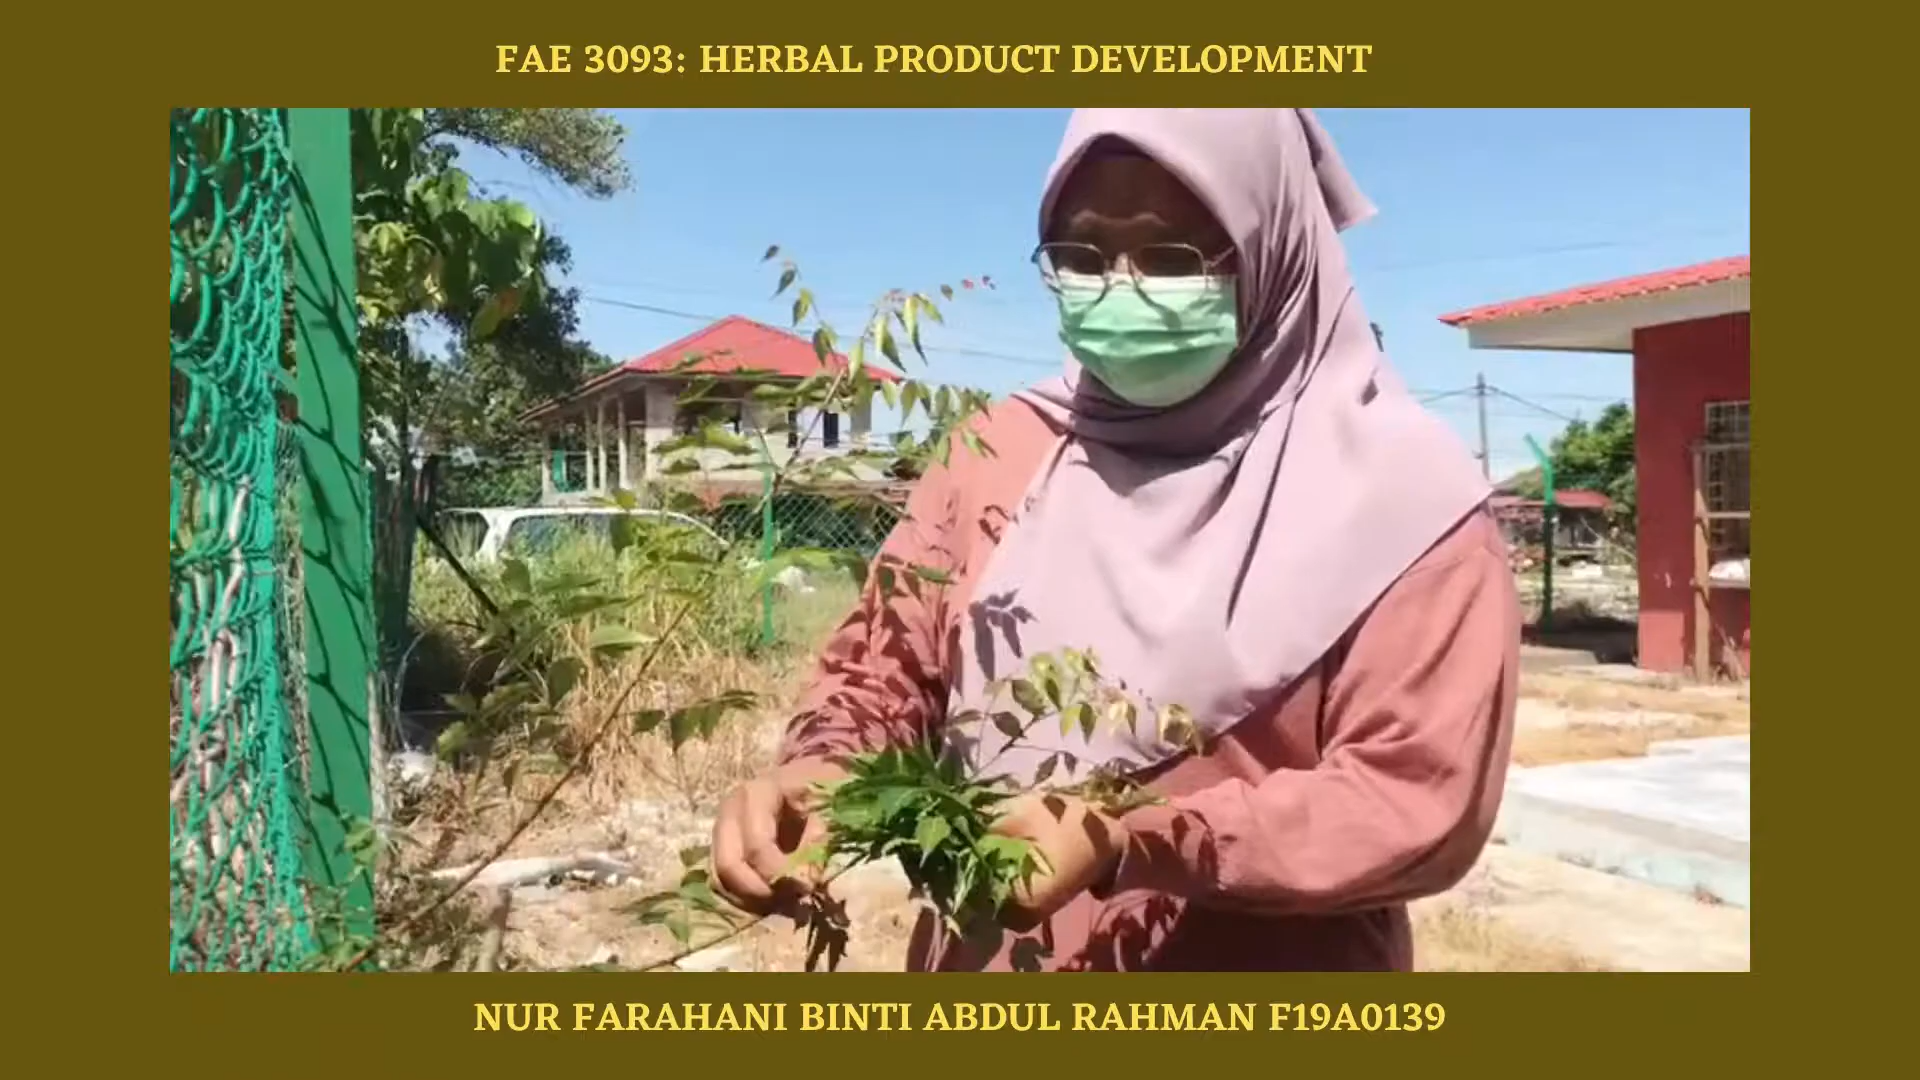 FAE 3093: HERBAL PRODUCT DEVELOPMENT
NUR FARAHANI BINTI ABDUL RAHMAN F19A0139